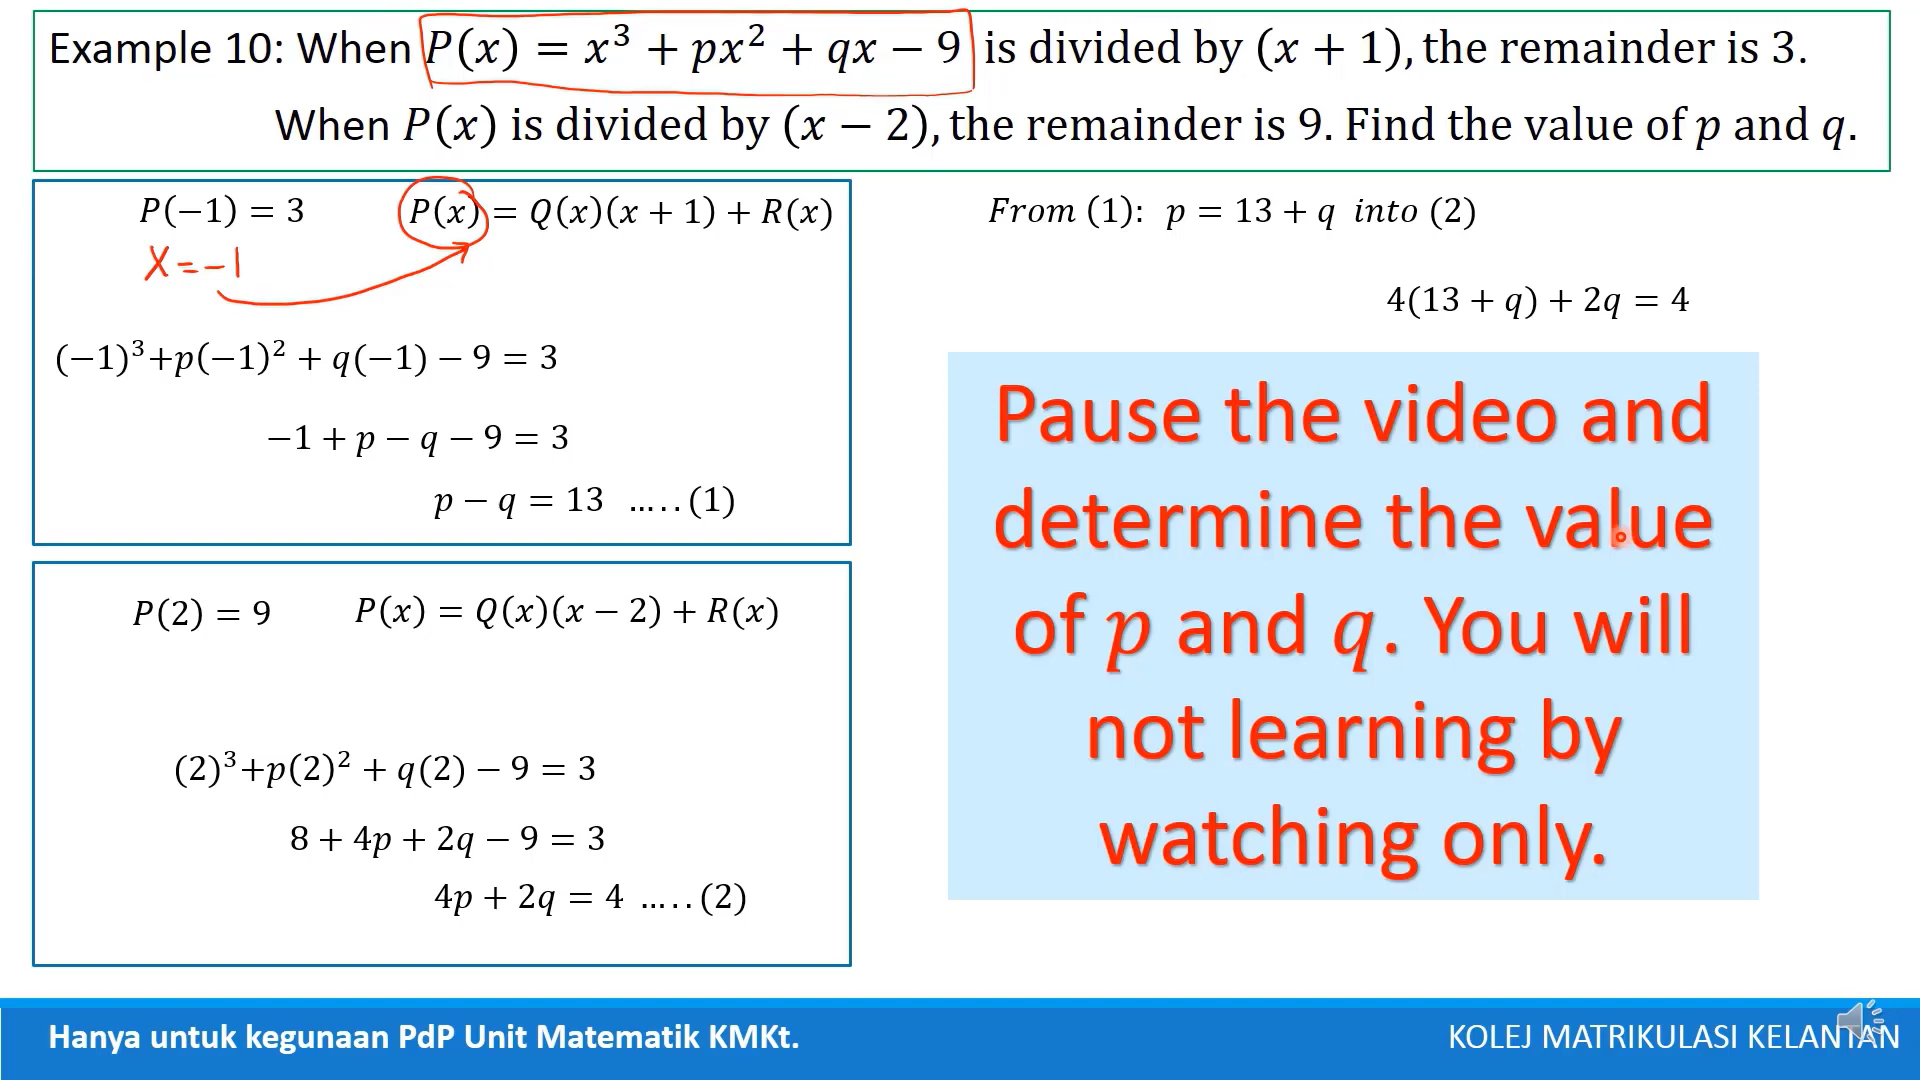 Example 10: When P(x) = x³ + px² + qx − 9 is divided by (x + 1), the remainder is 3.
When P(x) is divided by (x − 2), the remainder is 9. Find the value of p and q.
P(−1) = 3 P(x) = Q(x)(x + 1) + R(x)
X = −1
(−1)³+p(−1)² + q(−1) − 9 = 3
−1 + p − q − 9 = 3
p − q = 13 .....(1)
P(2) = 9 P(x) = Q(x)(x − 2) + R(x)
(2)³+p(2)² + q(2) − 9 = 3
8 + 4p + 2q − 9 = 3
4p + 2q = 4 .....(2)
From (1): p = 13 + q into (2)
4(13 + q) + 2q = 4
Pause the video and
determine the value
of p and q. You will
not learning by
watching only.
Hanya untuk kegunaan PdP Unit Matematik KMKt.
KOLEJ MATRIKULASI KELANTAN